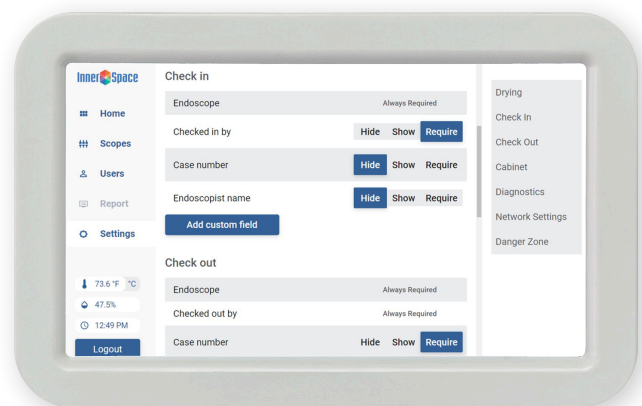 InnerSpace
Home
Scopes
Users
Report
Settings
73.6 °F °C
47.5%
12:49 PM
Logout
Check in
Endoscope Always Required
Checked in by Hide Show Require
Case number Hide Show Require
Endoscopist name Hide Show Require
Add custom field
Check out
Endoscope Always Required
Checked out by Always Required
Case number Hide Show Require
Drying
Check In
Check Out
Cabinet
Diagnostics
Network Settings
Danger Zone